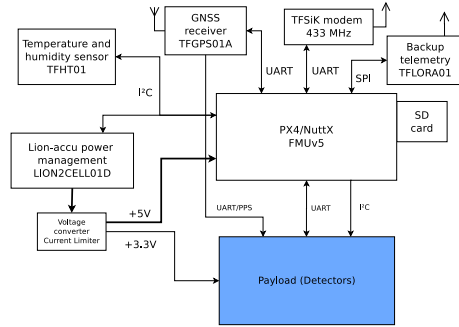 GNSS
receiver
TFGPS01A
TFSiK modem
433 MHz
Temperature and
humidity sensor
TFHT01
Backup
telemetry
TFLORA01
UART
UART
SPI
I²C
PX4/NuttX
FMUv5
SD
card
Lion-accu power
management
LION2CELL01D
Voltage
converter
Current Limiter
+5V
+3.3V
UART/PPS
UART
I²C
Payload (Detectors)